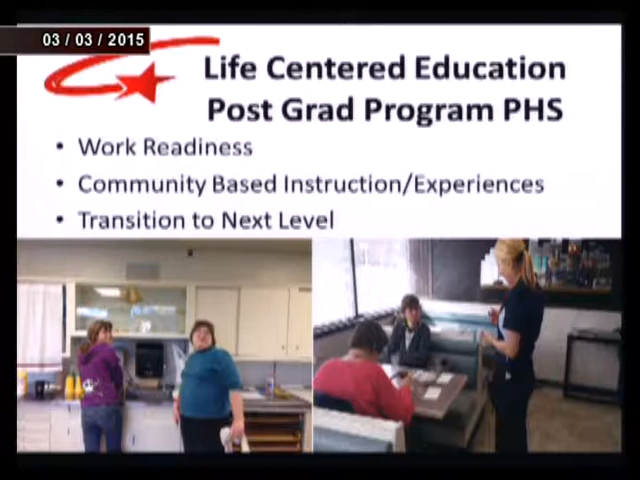 03 / 03 / 2015
Life Centered Education
Post Grad Program PHS
• Work Readiness
• Community Based Instruction/Experiences
• Transition to Next Level